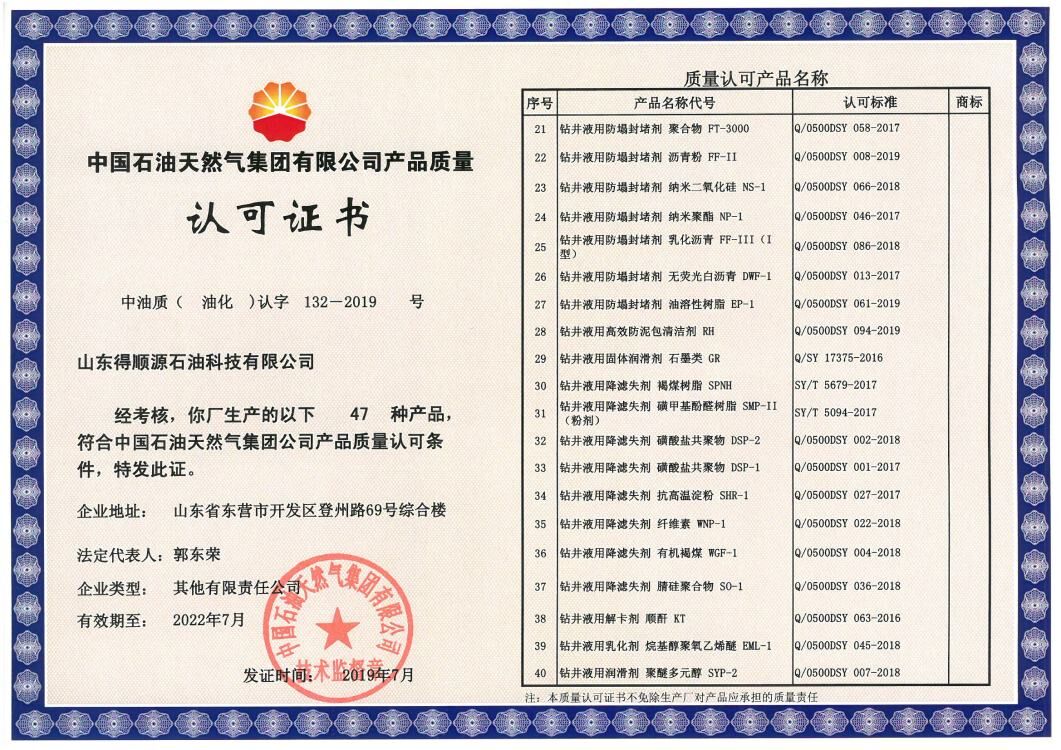 中国石油天然气集团有限公司产品质量
认可证书
中油质（ 油化 ）认字 132－2019 号
山东得顺源石油科技有限公司
经考核，你厂生产的以下 47 种产品，
符合中国石油天然气集团公司产品质量认可条
件，特发此证。
企业地址： 山东省东营市开发区登州路69号综合楼
法定代表人：郭东荣
企业类型： 其他有限责任公司
有效期至： 2022年7月
发证时间： 2019年7月
中国石油天然气集团有限公司
技术监督章
质量认可产品名称
序号 产品名称代号 认可标准 商标
21 钻井液用防塌封堵剂 聚合物 FT-3000 Q/0500DSY 058-2017
22 钻井液用防塌封堵剂 沥青粉 FF-II Q/0500DSY 008-2019
23 钻井液用防塌封堵剂 纳米二氧化硅 NS-1 Q/0500DSY 066-2018
24 钻井液用防塌封堵剂 纳米聚酯 NP-1 Q/0500DSY 046-2017
25 钻井液用防塌封堵剂 乳化沥青 FF-III（I
型） Q/0500DSY 086-2018
26 钻井液用防塌封堵剂 无荧光白沥青 DWF-1 Q/0500DSY 013-2017
27 钻井液用防塌封堵剂 油溶性树脂 EP-1 Q/0500DSY 061-2019
28 钻井液用高效防泥包清洁剂 RH Q/0500DSY 094-2019
29 钻井液用固体润滑剂 石墨类 GR Q/SY 17375-2016
30 钻井液用降滤失剂 褐煤树脂 SPNH SY/T 5679-2017
31 钻井液用降滤失剂 磺甲基酚醛树脂 SMP-II
（粉剂） SY/T 5094-2017
32 钻井液用降滤失剂 磺酸盐共聚物 DSP-2 Q/0500DSY 002-2018
33 钻井液用降滤失剂 磺酸盐共聚物 DSP-1 Q/0500DSY 001-2017
34 钻井液用降滤失剂 抗高温淀粉 SHR-1 Q/0500DSY 027-2017
35 钻井液用降滤失剂 纤维素 WNP-1 Q/0500DSY 022-2018
36 钻井液用降滤失剂 有机褐煤 WGF-1 Q/0500DSY 004-2018
37 钻井液用降滤失剂 腈硅聚合物 SO-1 Q/0500DSY 036-2018
38 钻井液用解卡剂 顺酐 KT Q/0500DSY 063-2016
39 钻井液用乳化剂 烷基醇聚氧乙烯醚 EML-1 Q/0500DSY 045-2018
40 钻井液用润滑剂 聚醚多元醇 SYP-2 Q/0500DSY 007-2018
注：本质量认可证书不免除生产厂对产品应承担的质量责任